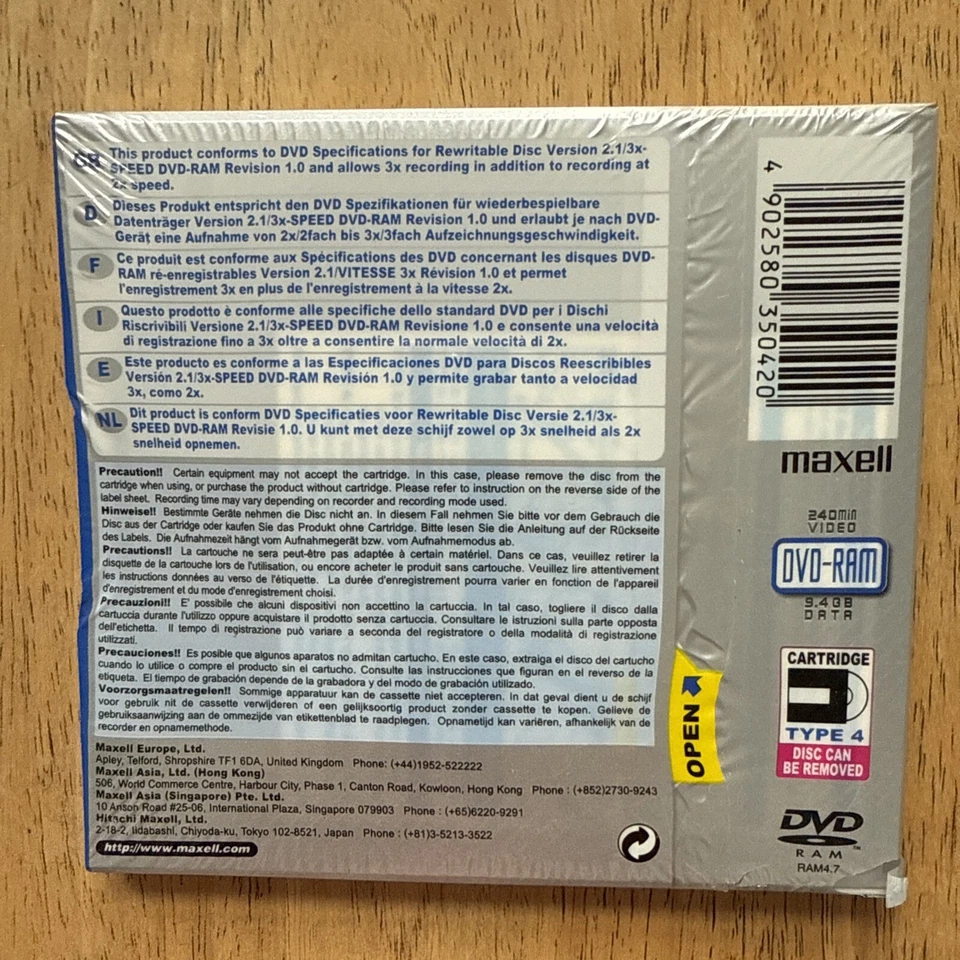 GB This product conforms to DVD Specifications for Rewritable Disc Version 2.1/3x-
SPEED DVD-RAM Revision 1.0 and allows 3x recording in addition to recording at
2x speed.
D Dieses Produkt entspricht den DVD Spezifikationen für wiederbespielbare
Datenträger Version 2.1/3x-SPEED DVD-RAM Revision 1.0 und erlaubt je nach DVD-
Gerät eine Aufnahme von 2x/2fach bis 3x/3fach Aufzeichnungsgeschwindigkeit.
F Ce produit est conforme aux Spécifications des DVD concernant les disques DVD-
RAM ré-enregistrables Version 2.1/VITESSE 3x Révision 1.0 et permet
l'enregistrement 3x en plus de l'enregistrement à la vitesse 2x.
I Questo prodotto è conforme alle specifiche dello standard DVD per i Dischi
Riscrivibili Versione 2.1/3x-SPEED DVD-RAM Revisione 1.0 e consente una velocità
di registrazione fino a 3x oltre a consentire la normale velocità di 2x.
E Este producto es conforme a las Especificaciones DVD para Discos Reescribibles
Versión 2.1/3x-SPEED DVD-RAM Revisión 1.0 y permite grabar tanto a velocidad
3x, como 2x.
NL Dit product is conform DVD Specificaties voor Rewritable Disc Versie 2.1/3x-
SPEED DVD-RAM Revisie 1.0. U kunt met deze schijf zowel op 3x snelheid als 2x
snelheid opnemen.
Precaution!! Certain equipment may not accept the cartridge. In this case, please remove the disc from the
cartridge when using, or purchase the product without cartridge. Please refer to instruction on the reverse side of the
label sheet. Recording time may vary depending on recorder and recording mode used.
Hinweise!! Bestimmte Geräte nehmen die Disc nicht an. In diesem Fall nehmen Sie bitte vor dem Gebrauch die
Disc aus der Cartridge oder kaufen Sie das Produkt ohne Cartridge. Bitte lesen Sie die Anleitung auf der Rückseite
des Labels. Die Aufnahmezeit hängt vom Aufnahmegerät bzw. vom Aufnahmemodus ab.
Precautions!! La cartouche ne sera peut-être pas adaptée à certain matériel. Dans ce cas, veuillez retirer la
disquette de la cartouche lors de l'utilisation, ou encore acheter le produit sans cartouche. Veuillez lire attentivement
les instructions données au verso de l'étiquette. La durée d'enregistrement pourra varier en fonction de l'appareil
d'enregistrement et du mode d'enregistrement choisi.
Precauzioni!! E' possibile che alcuni dispositivi non accettino la cartuccia. In tal caso, togliere il disco dalla
cartuccia durante l'utilizzo oppure acquistare il prodotto senza cartuccia. Consultare le istruzioni sulla parte opposta
dell'etichetta. Il tempo di registrazione può variare a seconda del registratore o della modalità di registrazione
utilizzati.
Precauciones!! Es posible que algunos aparatos no admitan cartucho. En este caso, extraiga el disco del cartucho
cuando lo utilice o compre el producto sin el cartucho. Consulte las instrucciones que figuran en el reverso de la
etiqueta. El tiempo de grabación depende de la grabadora y del modo de grabación utilizado.
Voorzorgsmaatregelen!! Sommige apparatuur kan de cassette niet accepteren. In dat geval dient u de schijf
voor gebruik nit de cassette verwijderen of een gelijksoortig product zonder cassette te kopen. Gelieve de
gebruiksaanwijzing aan de ommezijde van etikettenblad te raadplegen. Opnametijd kan variëren, afhankelijk van de
recorder en opnamemethode.
Maxell Europe, Ltd.
Apley, Telford, Shropshire TF1 6DA, United Kingdom Phone: (+44)1952-522222
Maxell Asia, Ltd. (Hong Kong)
506, World Commerce Centre, Harbour City, Phase 1, Canton Road, Kowloon, Hong Kong Phone : (+852)2730-9243
Maxell Asia (Singapore) Pte. Ltd.
10 Anson Road #25-06, International Plaza, Singapore 079903 Phone : (+65)6220-9291
Hitachi Maxell, Ltd.
2-18-2, Iidabashi, Chiyoda-ku, Tokyo 102-8521, Japan Phone : (+81)3-5213-3522
http://www.maxell.com
OPEN
4 902580 350420
maxell
240min
VIDEO
DVD-RAM
9.4GB
DATA
CARTRIDGE
TYPE 4
DISC CAN
BE REMOVED
DVD
RAM
RAM4.7